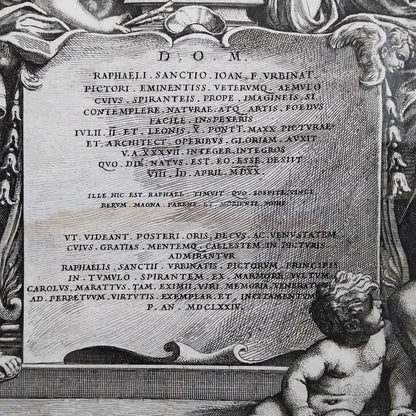 D . O . M .
RAPHAELI . SANCTIO . IOAN . F . VRBINAT .
PICTORI . EMINENTISS . VETERVMQ . AEMVLO
CVIVS . SPIRANTEIS . PROPE . IMAGINEIS . SI
CONTEMPLERE . NATVRAE . ATQ . ARTIS . FOEDVS
FACILE . INSPEXERIS
IVLII . II . ET . LEONIS . X . PONTT . MAXX . PICTVRAE
ET . ARCHITECT . OPERIBVS . GLORIAM . AVXIT
V . A . XXXVII . INTEGER . INTEGROS
QVO . DIE . NATVS . EST . EO . ESSE . DESIIT
VIII . ID . APRIL . MDXX .
ILLE . HIC . EST . RAPHAEL . TIMVIT . QVO . SOSPITE . VINCI
RERVM . MAGNA . PARENS . ET . MORIENTE . MORI
VT . VIDEANT . POSTERI . ORIS . DECVS . AC . VENVSTATEM
CVIVS . GRATIAS . MENTEMQ . CAELESTEM . IN . PICTVRIS
ADMIRANTVR
RAPHAELIS . SANCTII . VRBINATIS . PICTORVM . PRINCIPIS
IN . TVMVLO . SPIRANTEM . EX . MARMORE . VVLTVM
CAROLVS . MARATTVS . TAM . EXIMII . VIRI . MEMORIAM . VENERATVS
AD . PERPETVVM . VIRTVTIS . EXEMPLAR . ET . INCITAMENTVM
P . AN . MDCLXXIV .